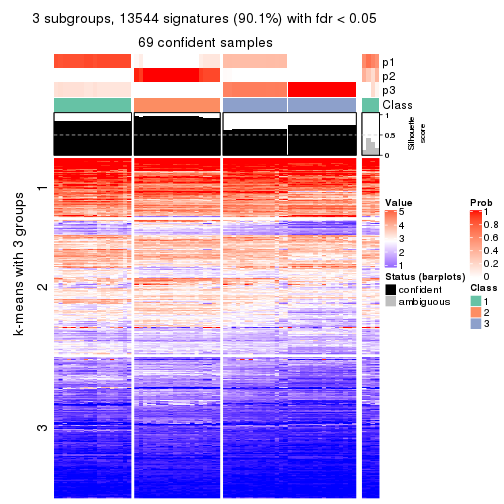 3 subgroups, 13544 signatures (90.1%) with fdr < 0.05
69 confident samples
p1
p2
p3
Class
1
0.5
0
Silhouette
score
k-means with 3 groups
1
2
3
Value
5
4
3
2
1
Status (barplots)
confident
ambiguous
Prob
1
0.8
0.6
0.4
0.2
0
Class
1
2
3